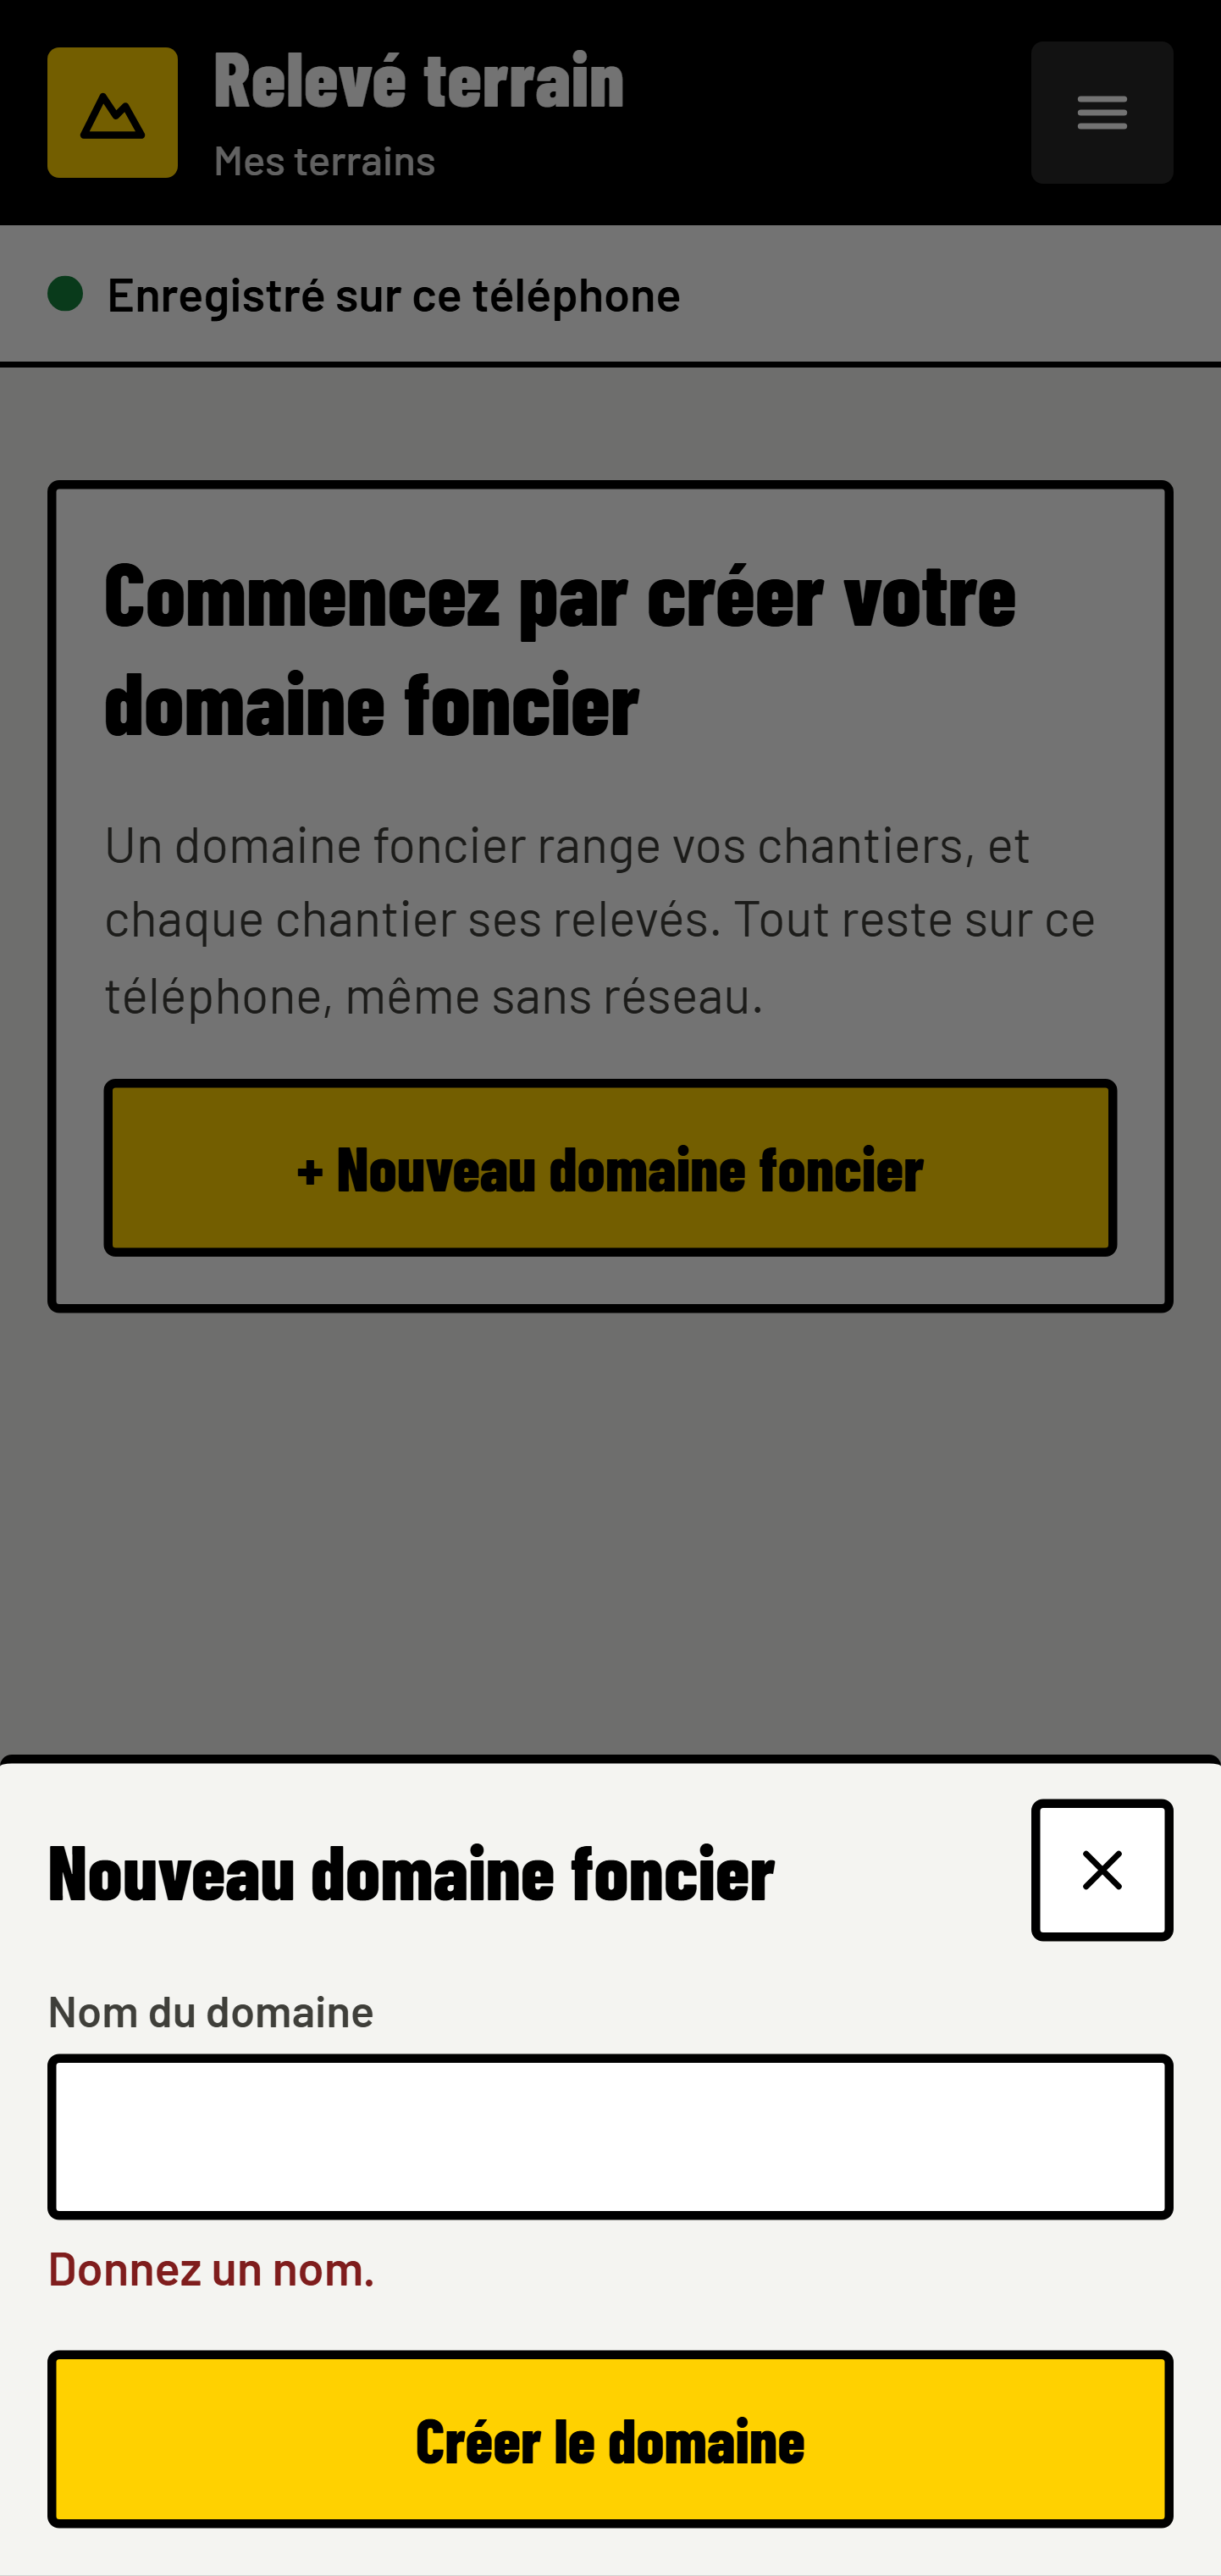 Relevé terrain
Mes terrains
Enregistré sur ce téléphone
Commencez par créer votre
domaine foncier
Un domaine foncier range vos chantiers, et
chaque chantier ses relevés. Tout reste sur ce
téléphone, même sans réseau.
+ Nouveau domaine foncier
Nouveau domaine foncier
Nom du domaine
Donnez un nom.
Créer le domaine